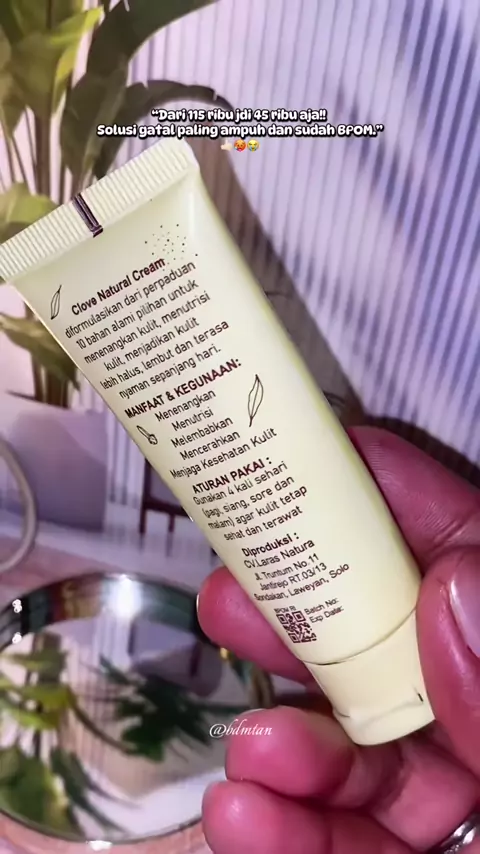 “Dari 115 ribu jdi 45 ribu aja!!
Solusi gatal paling ampuh dan sudah BPOM.”
Clove Natural Cream
diformulasikan dari perpaduan
10 bahan alami pilihan untuk
menenangkan kulit, menutrisi
kulit, menjadikan kulit
lebih halus, lembut dan terasa
nyaman sepanjang hari.
MANFAAT & KEGUNAAN:
Menenangkan
Menutrisi
Melembabkan
Mencerahkan
Menjaga Kesehatan Kulit
ATURAN PAKAI :
Gunakan 4 kali sehari
(pagi, siang, sore dan
malam) agar kulit tetap
sehat dan terawat
Diproduksi :
CV Laras Natura
Jl. Truntum No.11
Jantirejo RT.03/13
Sondakan, Laweyan, Solo
BPOM RI
Batch No:
Exp Date:
@bdmtan